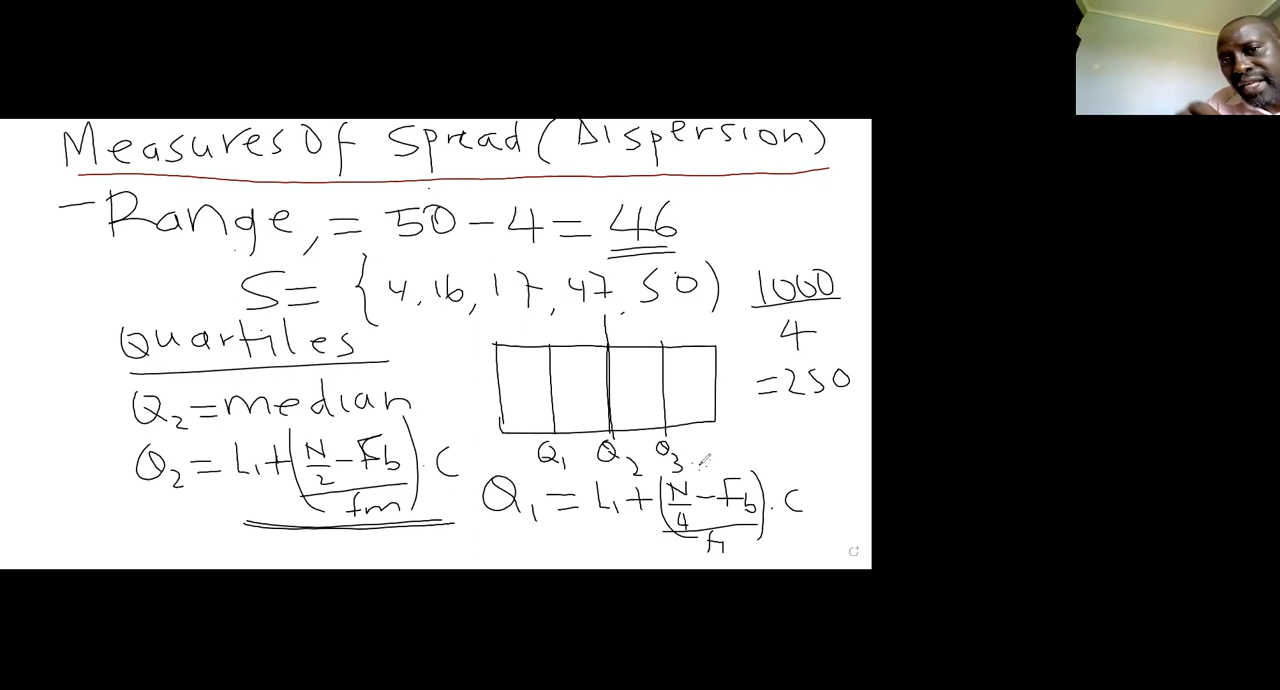 Measures Of Spread (Dispersion)
- Range, = 50 - 4 = 46
S = { 4, 16, 17, 47, 50 )
1000
4
= 250
Quartiles
Q₂ = median
Q₂ = L₁ + (N/2 - Fb / fm) . C
Q₁ Q₂ Q₃
Q₁ = L₁ + (N/4 - Fb / f₁) . C